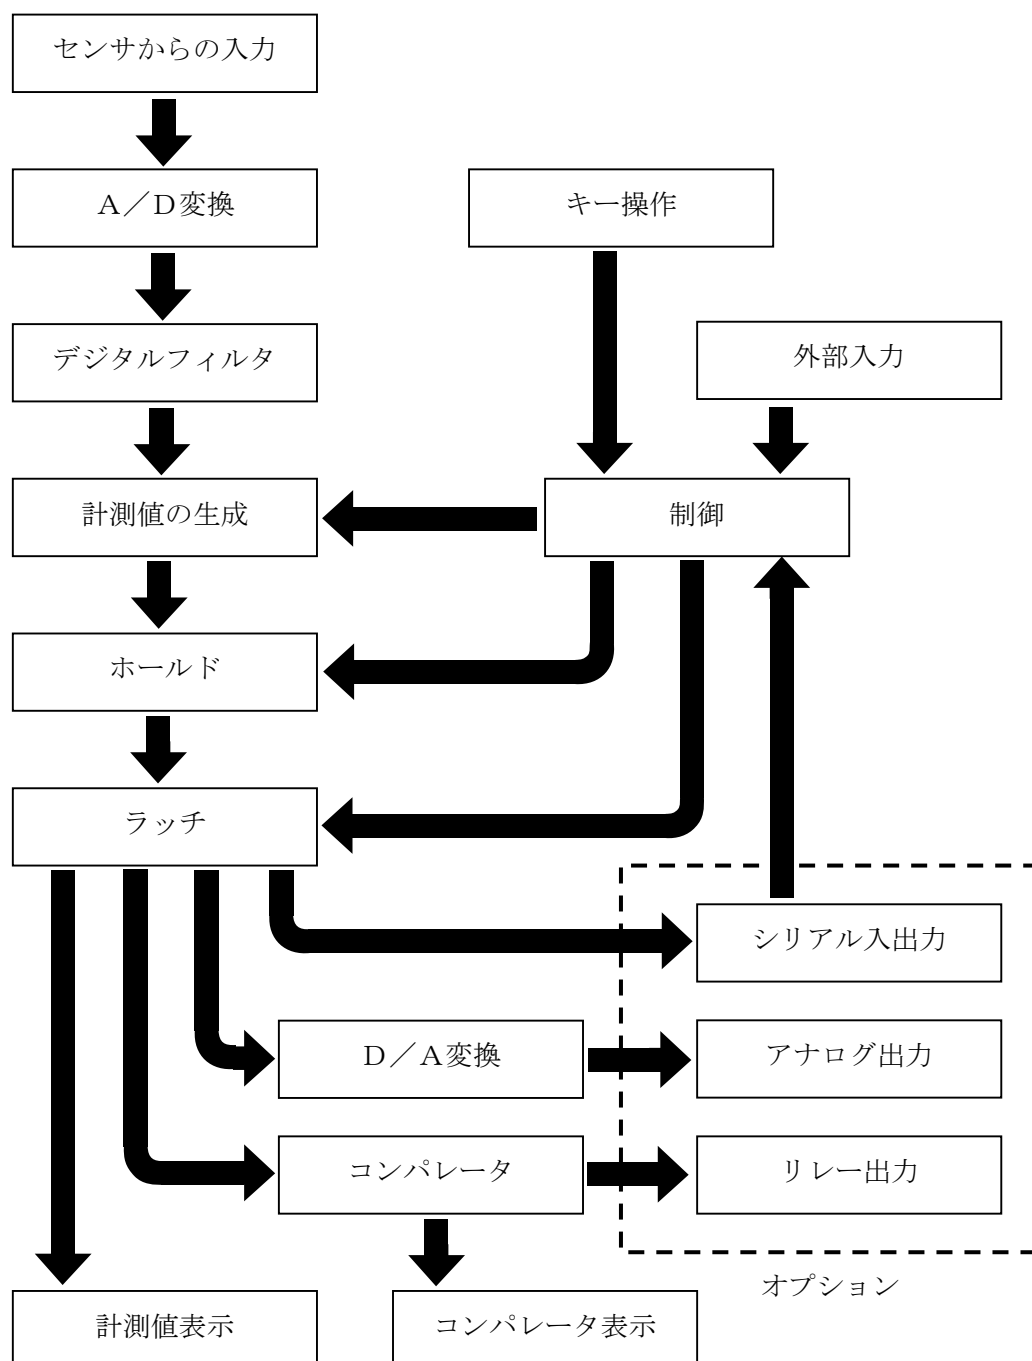 センサからの入力
A／D変換
キー操作
デジタルフィルタ
外部入力
計測値の生成
制御
ホールド
ラッチ
シリアル入出力
D／A変換
アナログ出力
コンパレータ
リレー出力
オプション
計測値表示
コンパレータ表示